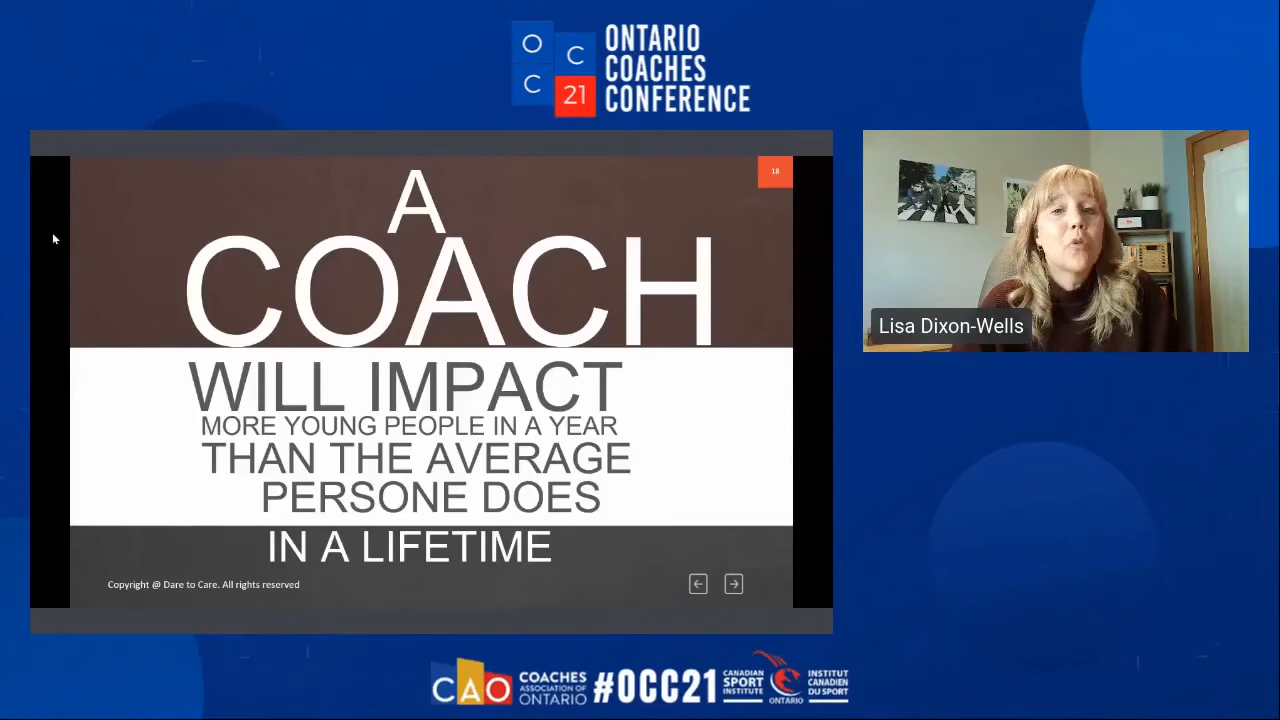 O
C
C
21
ONTARIO
COACHES
CONFERENCE
18
A
COACH
WILL IMPACT
MORE YOUNG PEOPLE IN A YEAR
THAN THE AVERAGE
PERSONE DOES
IN A LIFETIME
Copyright @ Dare to Care. All rights reserved
Lisa Dixon-Wells
CAO
COACHES
ASSOCIATION OF
ONTARIO
#OCC21
CANADIAN
SPORT
INSTITUTE
ONTARIO
INSTITUT
CANADIEN
DU SPORT